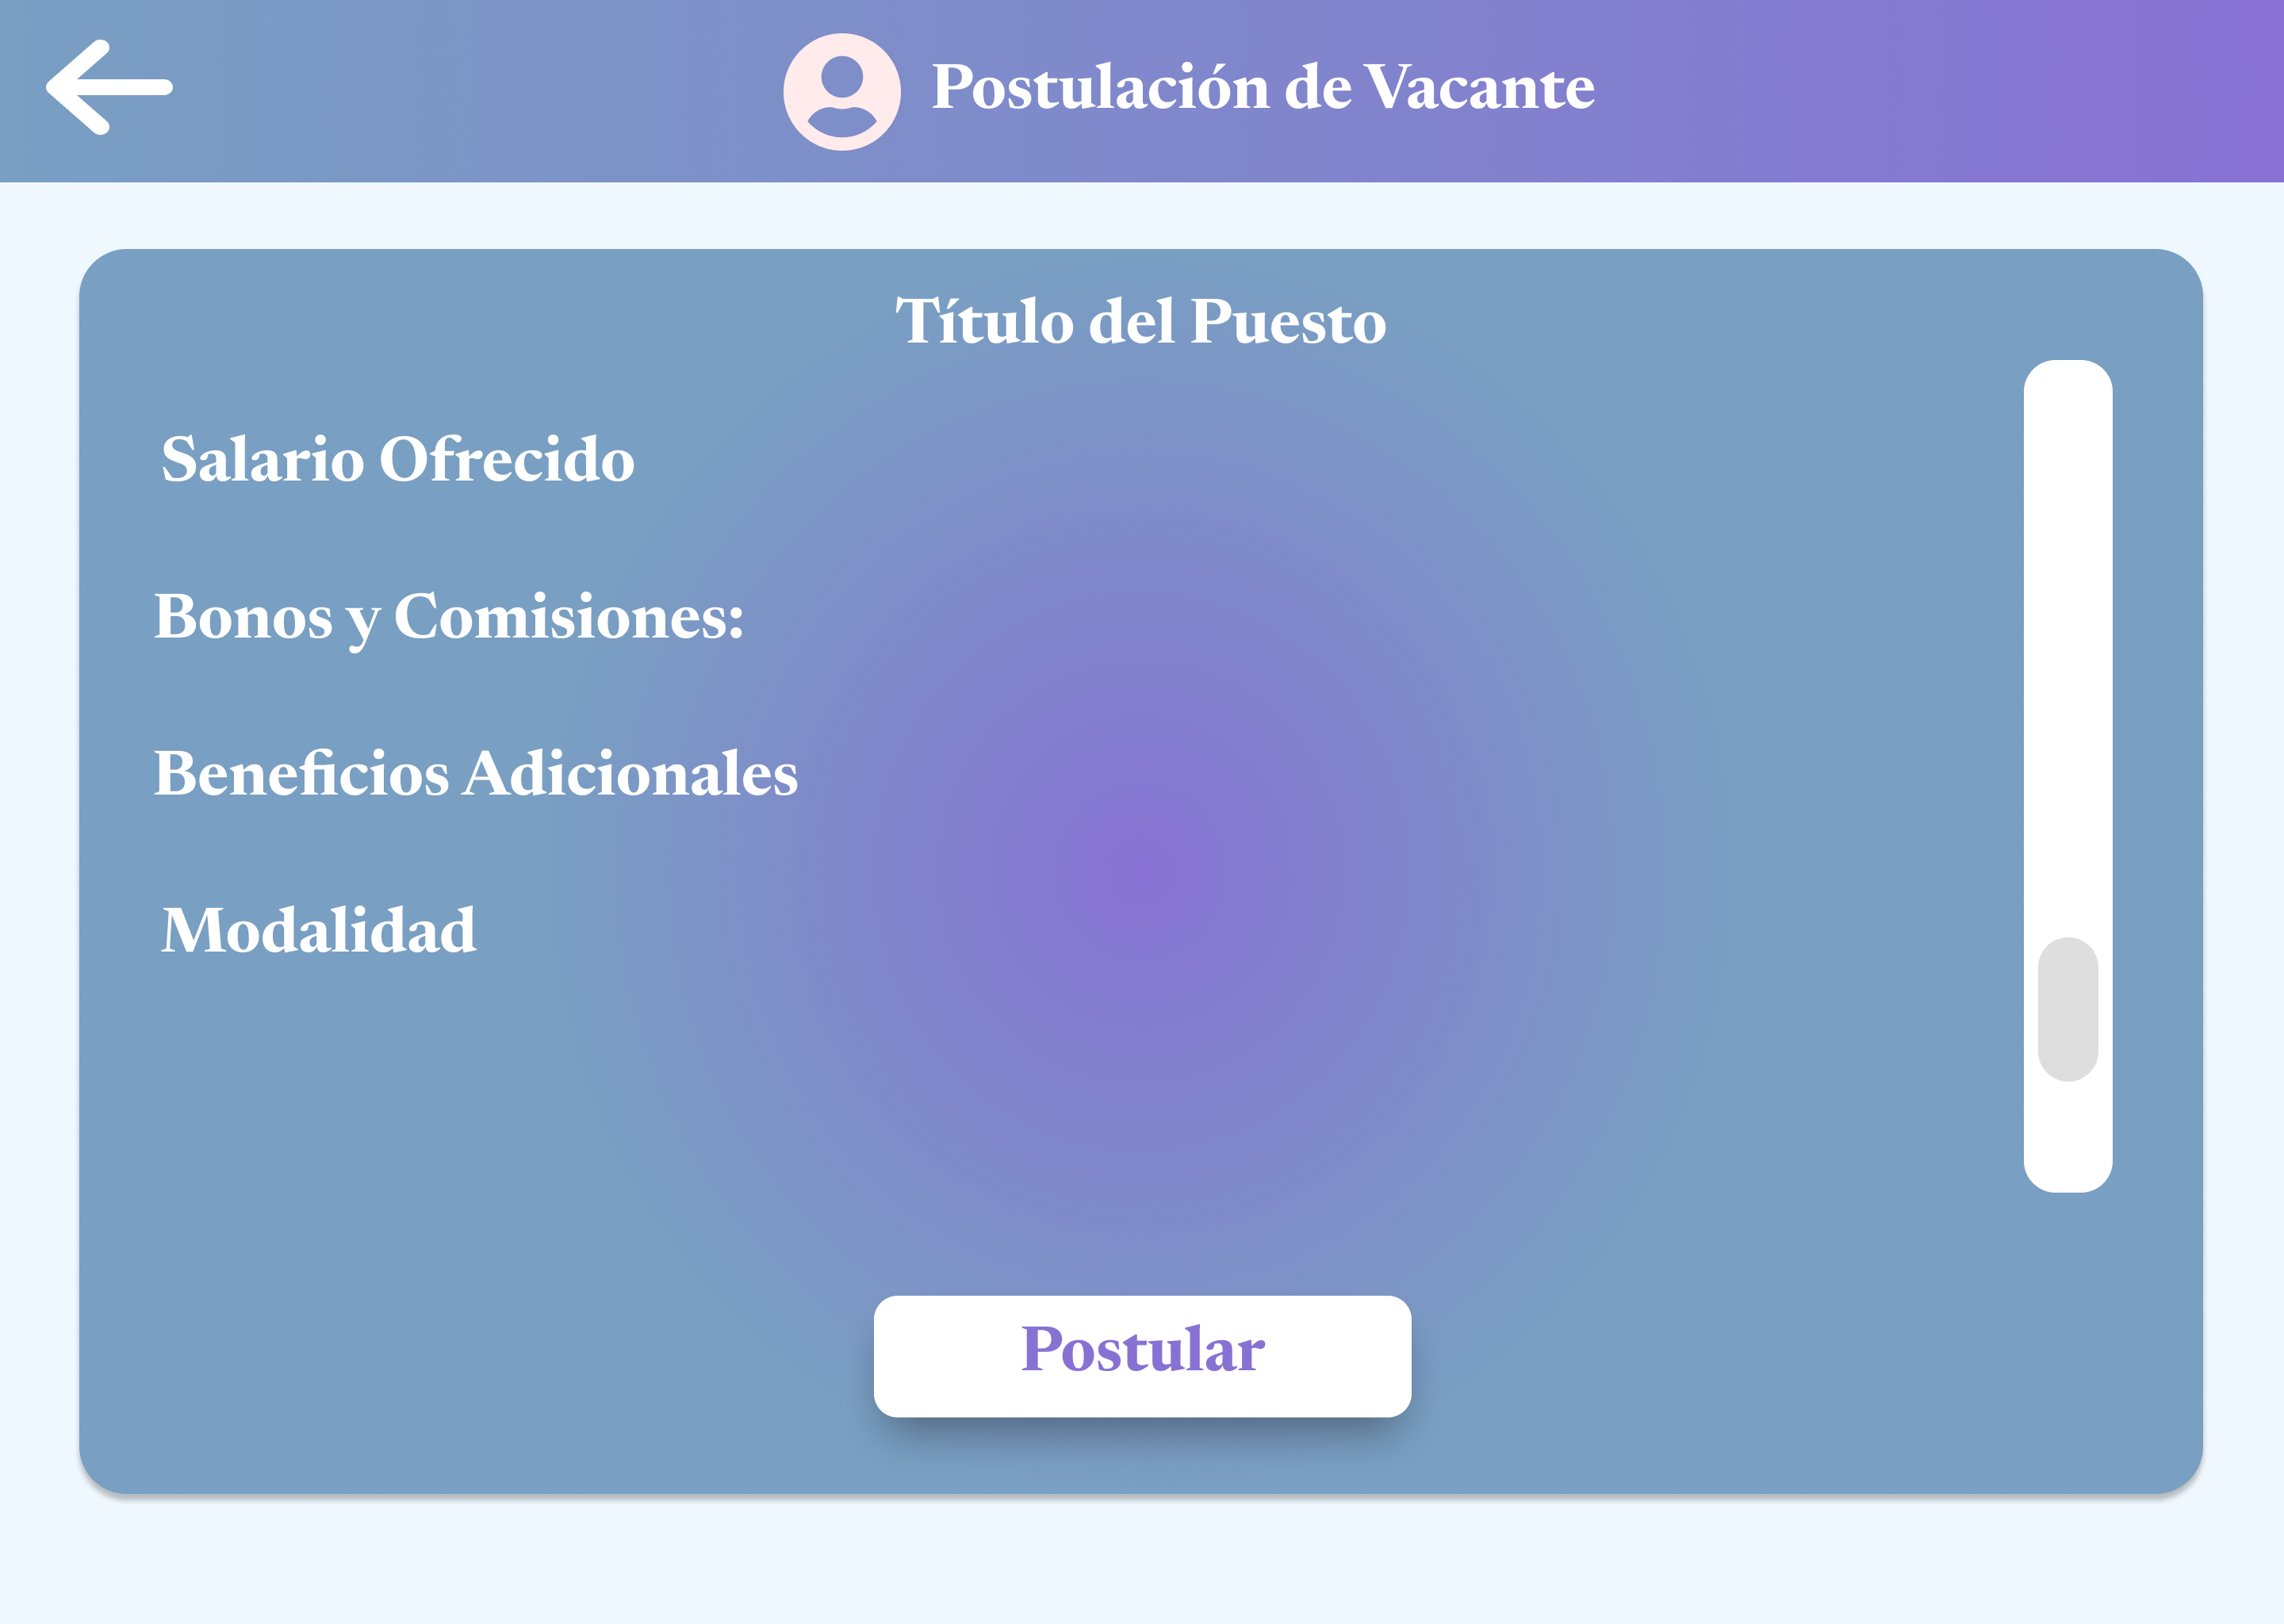 Postulación de Vacante
Título del Puesto
Salario Ofrecido
Bonos y Comisiones:
Beneficios Adicionales
Modalidad
Postular